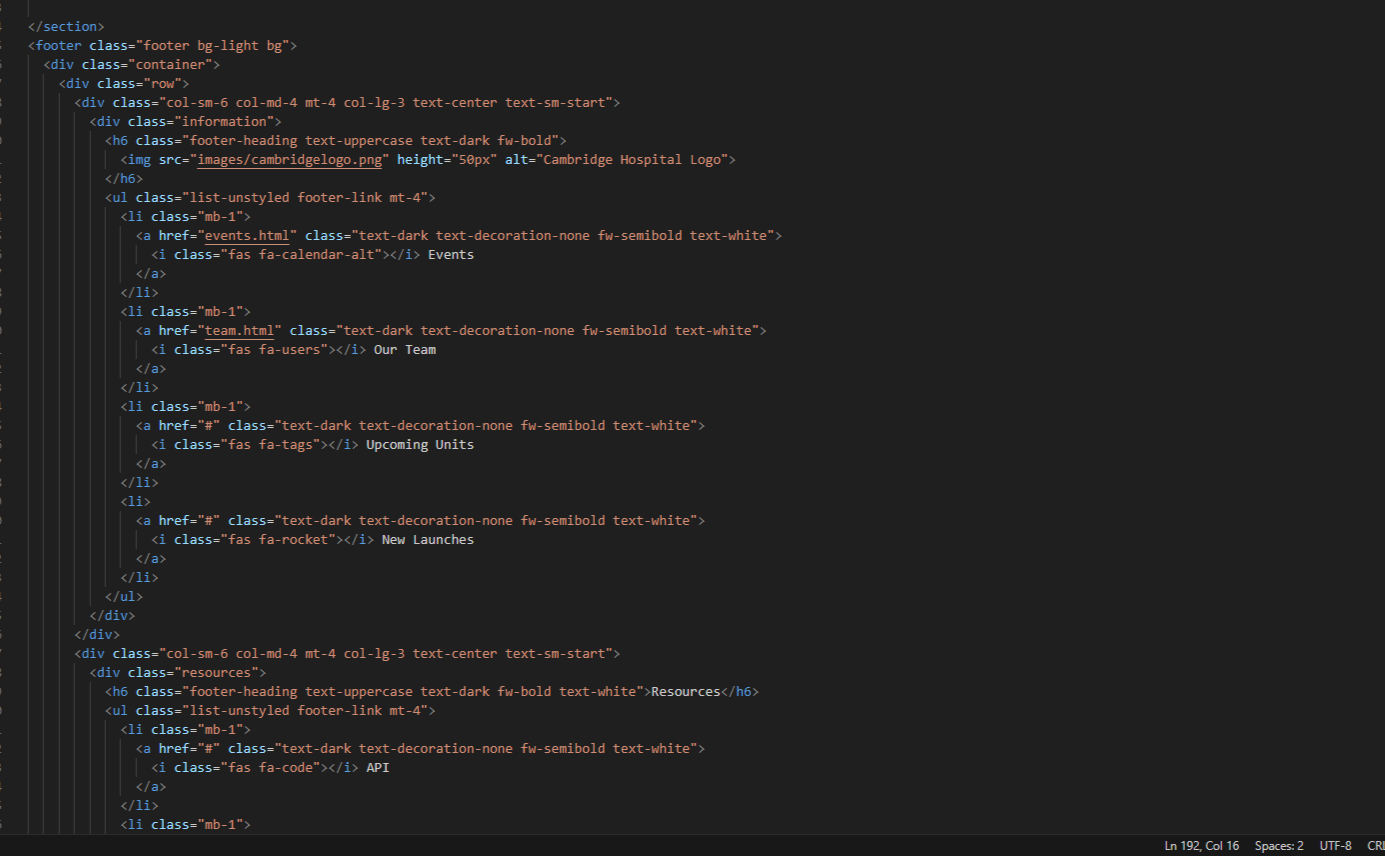 </section>
<footer class="footer bg-light bg">
<div class="container">
<div class="row">
<div class="col-sm-6 col-md-4 mt-4 col-lg-3 text-center text-sm-start">
<div class="information">
<h6 class="footer-heading text-uppercase text-dark fw-bold">
<img src="images/cambridgelogo.png" height="50px" alt="Cambridge Hospital Logo">
</h6>
<ul class="list-unstyled footer-link mt-4">
<li class="mb-1">
<a href="events.html" class="text-dark text-decoration-none fw-semibold text-white">
<i class="fas fa-calendar-alt"></i> Events
</a>
</li>
<li class="mb-1">
<a href="team.html" class="text-dark text-decoration-none fw-semibold text-white">
<i class="fas fa-users"></i> Our Team
</a>
</li>
<li class="mb-1">
<a href="#" class="text-dark text-decoration-none fw-semibold text-white">
<i class="fas fa-tags"></i> Upcoming Units
</a>
</li>
<li>
<a href="#" class="text-dark text-decoration-none fw-semibold text-white">
<i class="fas fa-rocket"></i> New Launches
</a>
</li>
</ul>
</div>
</div>
<div class="col-sm-6 col-md-4 mt-4 col-lg-3 text-center text-sm-start">
<div class="resources">
<h6 class="footer-heading text-uppercase text-dark fw-bold text-white">Resources</h6>
<ul class="list-unstyled footer-link mt-4">
<li class="mb-1">
<a href="#" class="text-dark text-decoration-none fw-semibold text-white">
<i class="fas fa-code"></i> API
</a>
</li>
<li class="mb-1">
Ln 192, Col 16 Spaces: 2 UTF-8